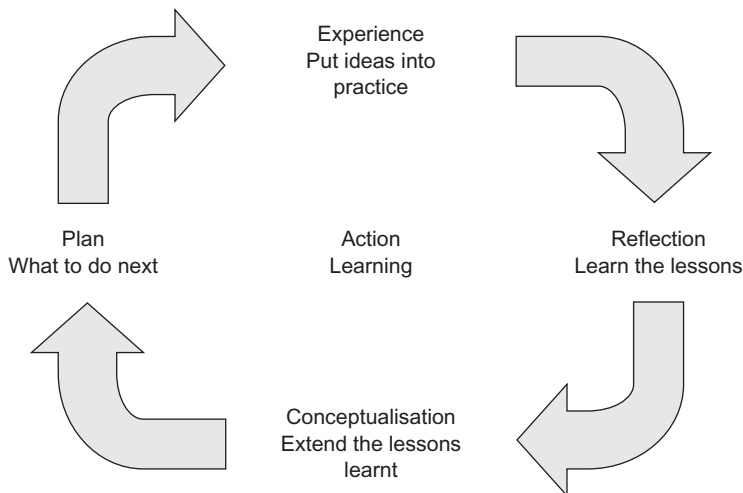 Experience
Put ideas into
practice
Plan
What to do next
Action
Learning
Reflection
Learn the lessons
Conceptualisation
Extend the lessons
learnt